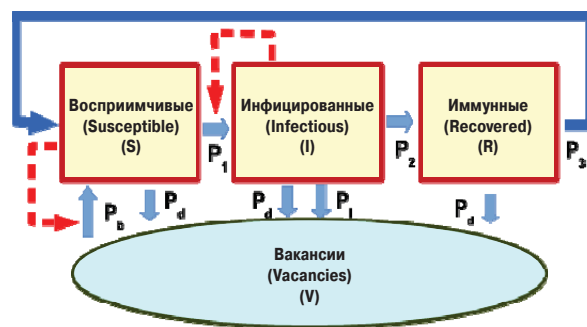 Восприимчивые
(Susceptible)
(S)
P1
Инфицированные
(Infectious)
(I)
P2
Иммунные
(Recovered)
(R)
P3
Pb
Pd
Pd
PI
Pd
Вакансии
(Vacancies)
(V)